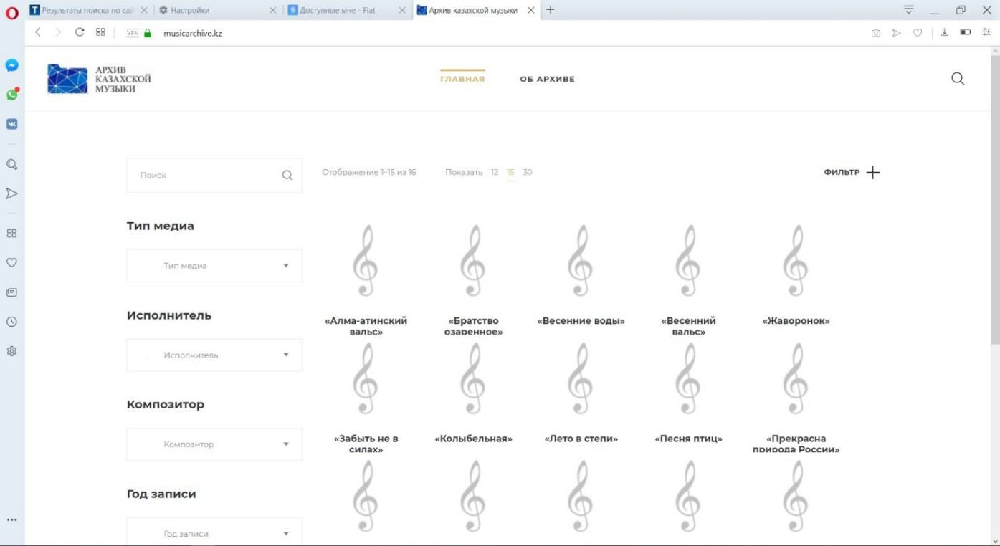 Результаты поиска по сай
Настройки
Доступные мне - Flat
Архив казахской музыки
VPN
musicarchive.kz
АРХИВ
КАЗАХСКОЙ
МУЗЫКИ
ГЛАВНАЯ
ОБ АРХИВЕ
Поиск
Отображение 1–15 из 16
Показать 12 15 30
ФИЛЬТР
Тип медиа
Тип медиа
Исполнитель
Исполнитель
Композитор
Композитор
Год записи
Год записи
«Алма-атинский
вальс»
«Братство
озаренное»
«Весенние воды»
«Весенний
вальс»
«Жаворонок»
«Забыть не в
силах»
«Колыбельная»
«Лето в степи»
«Песня птиц»
«Прекрасна
природа России»